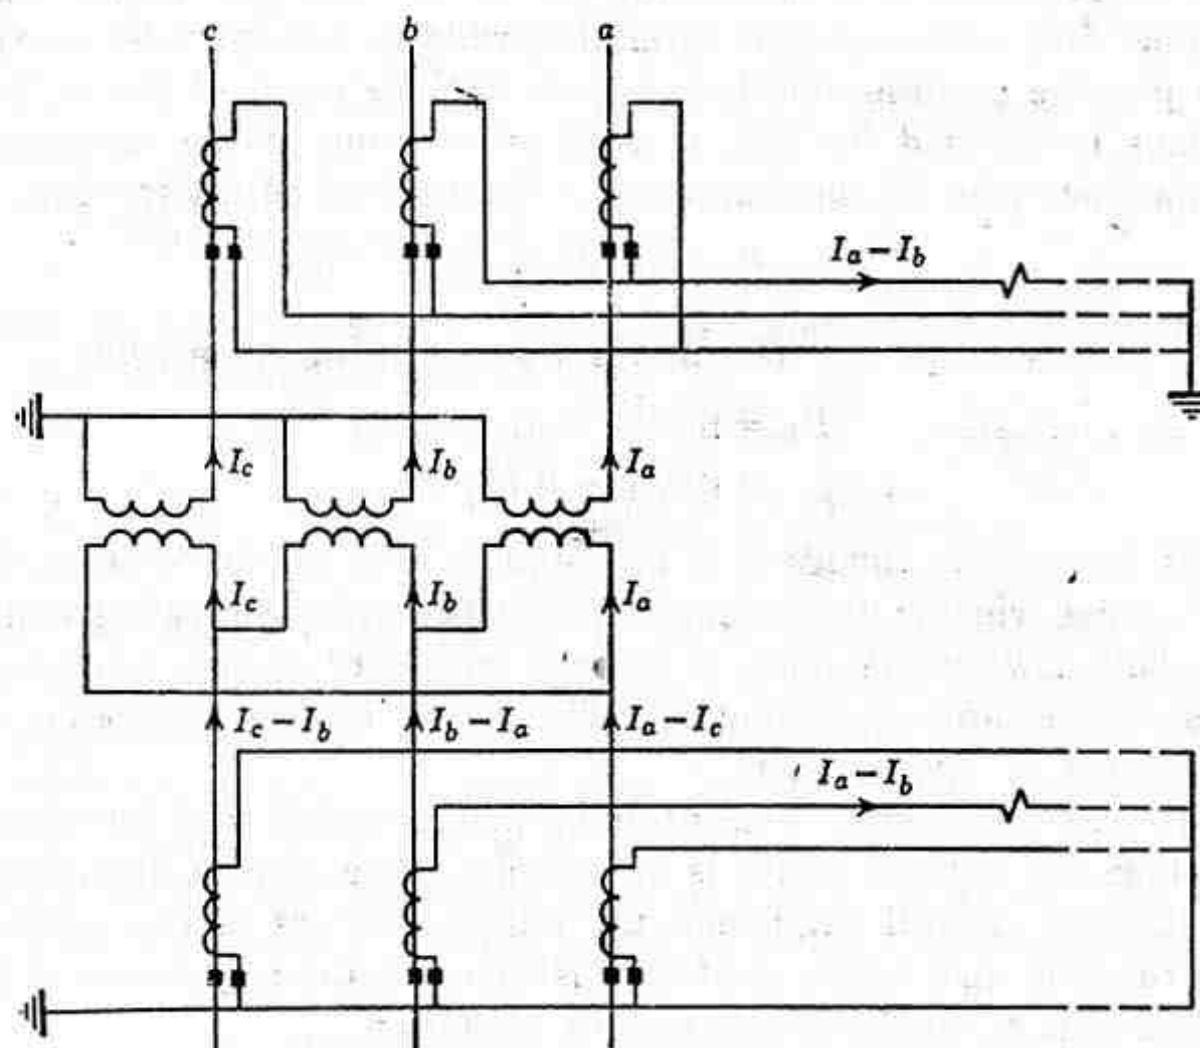 c b a
I_a − I_b
I_c I_b I_a
I_c I_b I_a
I_c − I_b I_b − I_a I_a − I_c
I_a − I_b